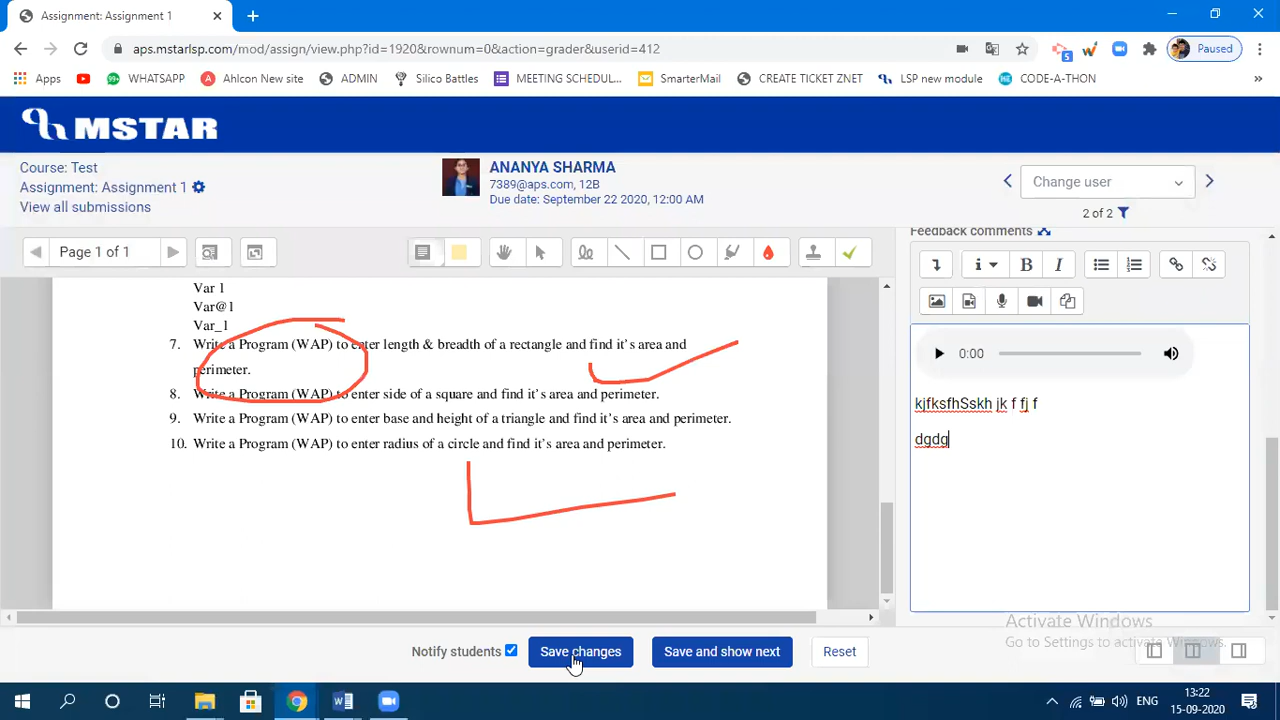 Assignment: Assignment 1
aps.mstarlsp.com/mod/assign/view.php?id=1920&rownum=0&action=grader&userid=412
5
Paused
Apps
WHATSAPP
Ahlcon New site
ADMIN
Silico Battles
MEETING SCHEDUL...
SmarterMail
CREATE TICKET ZNET
LSP new module
CODE-A-THON
»
MSTAR
Course: Test
Assignment: Assignment 1
View all submissions
ANANYA SHARMA
7389@aps.com, 12B
Due date: September 22 2020, 12:00 AM
Change user
2 of 2
Page 1 of 1
Feedback comments
Var 1
Var@1
Var_1
7. Write a Program (WAP) to enter length & breadth of a rectangle and find it's area and
perimeter.
8. Write a Program (WAP) to enter side of a square and find it's area and perimeter.
9. Write a Program (WAP) to enter base and height of a triangle and find it's area and perimeter.
10. Write a Program (WAP) to enter radius of a circle and find it's area and perimeter.
B I
0:00
kjfksfhSskh jk f fj f
dgdg
Activate Windows
Go to Settings to activate Windows.
Notify students
Save changes
Save and show next
Reset
ENG
13:22
15-09-2020